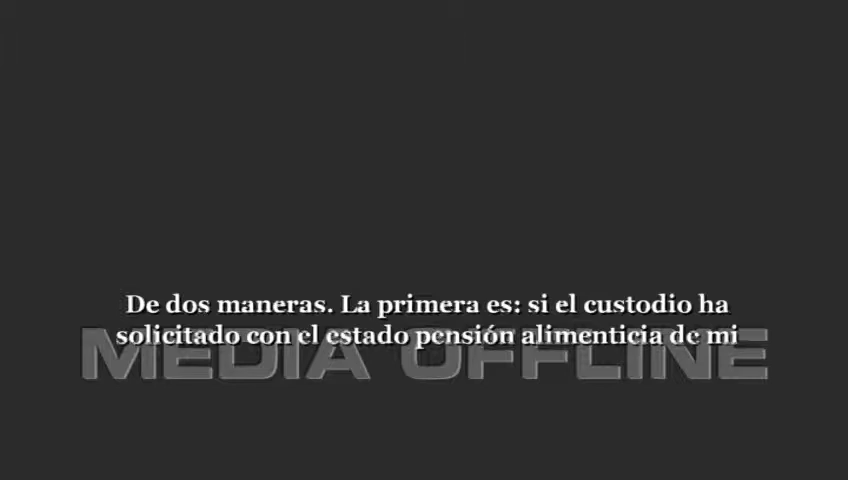 De dos maneras. La primera es: si el custodio ha
solicitado con el estado pensión alimenticia de mi
MEDIA OFFLINE